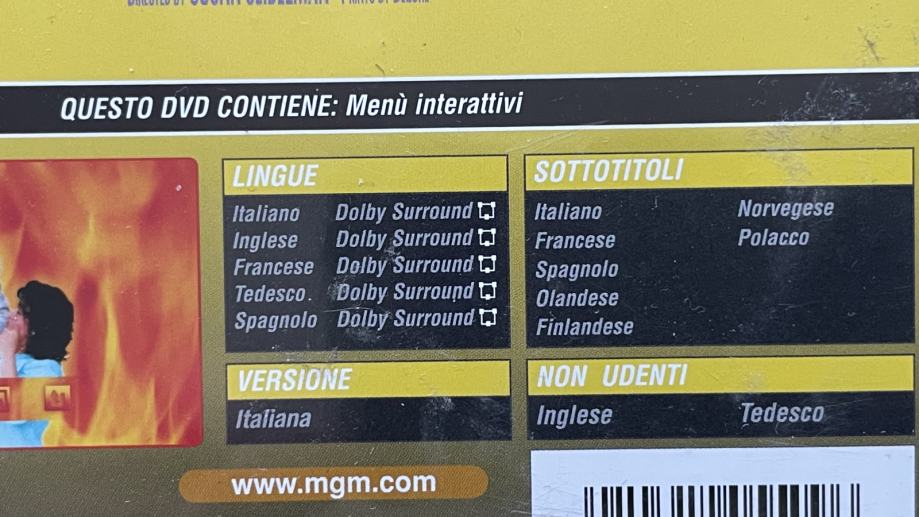 QUESTO DVD CONTIENE: Menù interattivi
LINGUE
Italiano Dolby Surround
Inglese Dolby Surround
Francese Dolby Surround
Tedesco Dolby Surround
Spagnolo Dolby Surround
SOTTOTITOLI
Italiano Norvegese
Francese Polacco
Spagnolo
Olandese
Finlandese
VERSIONE
Italiana
NON UDENTI
Inglese Tedesco
www.mgm.com